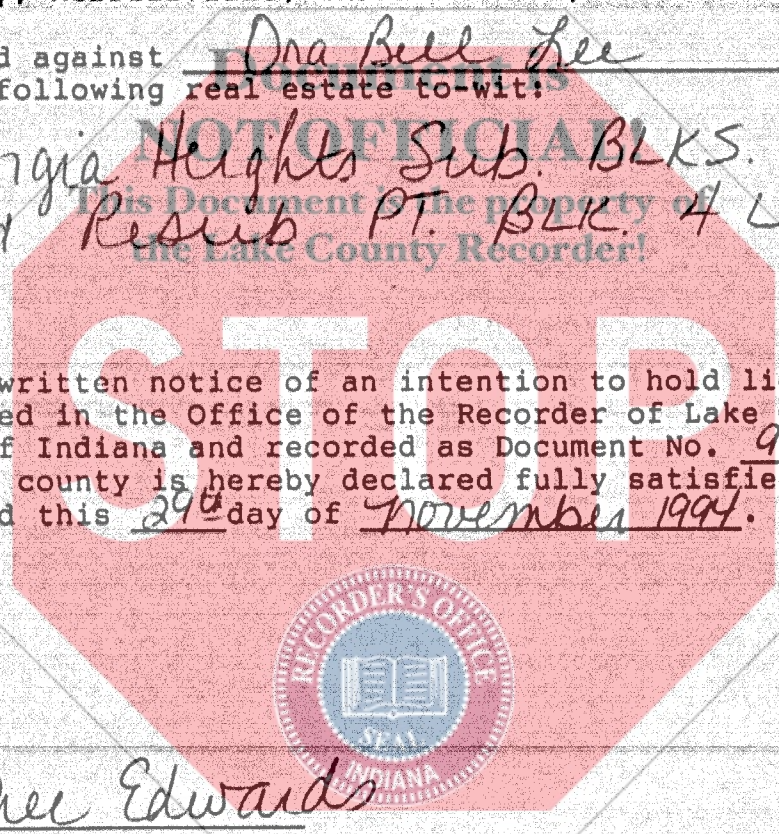 d against Ora Bell Lee
following real estate to-wit:
Document is
NOT OFFICIAL!
rgia Heights Sub. BLKS.
This Document is the property of
Resub PT. BLK. 4 L
the Lake County Recorder!
STOP
written notice of an intention to hold li
ed in the Office of the Recorder of Lake
f Indiana and recorded as Document No. 9
county is hereby declared fully satisfie
d this 29th day of November 1994.
RECORDER'S OFFICE
SEAL
INDIANA
Edwards